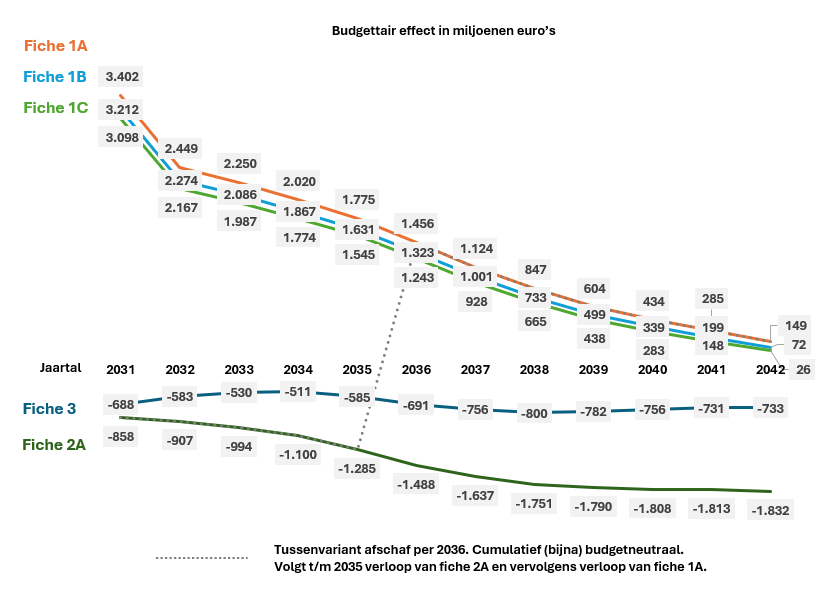 Budgettair effect in miljoenen euro's
Fiche 1A
Fiche 1B
Fiche 1C
3.402 2.449 2.250 2.020 1.775 1.456 1.124 847 604 434 285 149
3.212 2.274 2.086 1.867 1.631 1.323 1.001 733 499 339 199 72
3.098 2.167 1.987 1.774 1.545 1.243 928 665 438 283 148 26
Jaartal 2031 2032 2033 2034 2035 2036 2037 2038 2039 2040 2041 2042
Fiche 3 -688 -583 -530 -511 -585 -691 -756 -800 -782 -756 -731 -733
Fiche 2A -858 -907 -994 -1.100 -1.285 -1.488 -1.637 -1.751 -1.790 -1.808 -1.813 -1.832
Tussenvariant afschaf per 2036. Cumulatief (bijna) budgetneutraal.
Volgt t/m 2035 verloop van fiche 2A en vervolgens verloop van fiche 1A.